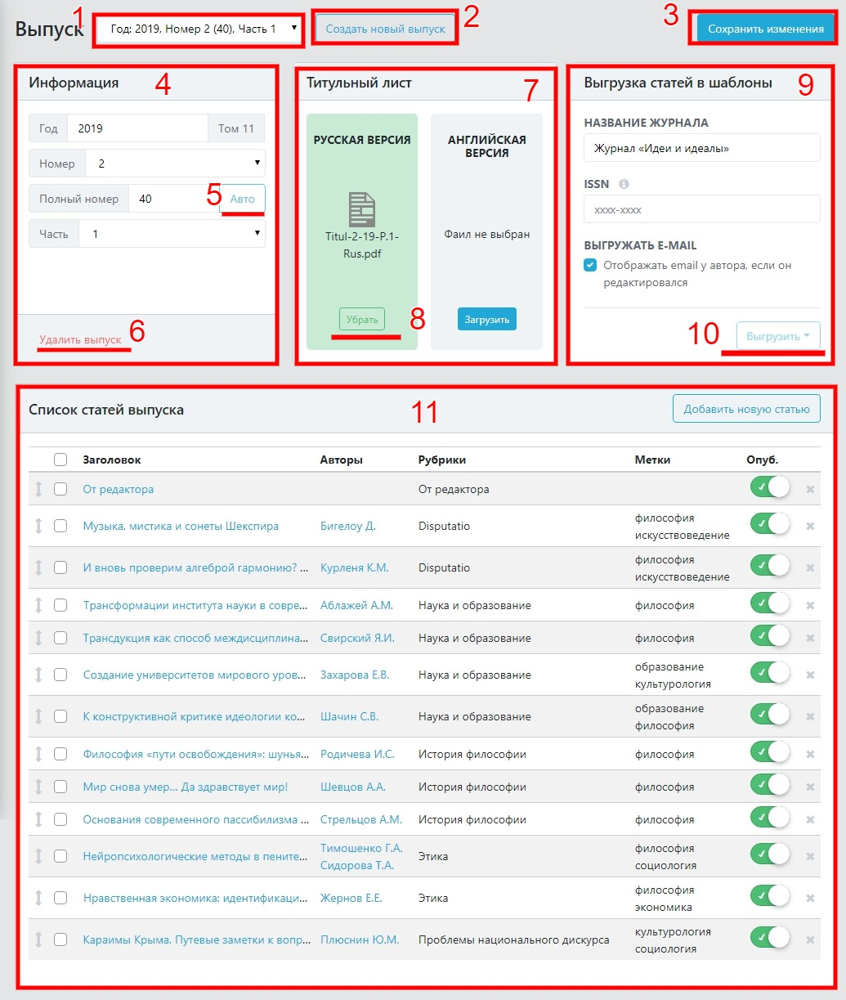 Выпуск
1
Год: 2019, Номер 2 (40), Часть 1
Создать новый выпуск
2
3
Сохранить изменения
Информация
4
Год 2019 Том 11
Номер 2
Полный номер 40
5
Авто
Часть 1
Удалить выпуск
6
Титульный лист
7
РУССКАЯ ВЕРСИЯ
Titul-2-19-P.1-
Rus.pdf
Убрать
8
АНГЛИЙСКАЯ
ВЕРСИЯ
Фаил не выбран
Загрузить
Выгрузка статей в шаблоны
9
НАЗВАНИЕ ЖУРНАЛА
Журнал «Идеи и идеалы»
ISSN
xxxx-xxxx
ВЫГРУЖАТЬ E-MAIL
Отображать email у автора, если он
редактировался
10
Выгрузить
Список статей выпуска
11
Добавить новую статью
Заголовок Авторы Рубрики Метки Опуб.
От редактора От редактора
Музыка, мистика и сонеты Шекспира Бигелоу Д. Disputatio философия
искусствоведение
И вновь проверим алгеброй гармонию? ... Курленя К.М. Disputatio философия
искусствоведение
Трансформации института науки в совре... Аблажей А.М. Наука и образование философия
Трансдукция как способ междисциплина... Свирский Я.И. Наука и образование философия
Создание университетов мирового уров... Захарова Е.В. Наука и образование образование
культурология
К конструктивной критике идеологии ко... Шачин С.В. Наука и образование образование
философия
Философия «пути освобождения»: шунья... Родичева И.С. История философии философия
Мир снова умер... Да здравствует мир! Шевцов А.А. История философии философия
Основания современного пассибилизма ... Стрельцов А.М. История философии философия
Нейропсихологические методы в пените... Тимошенко Г.А. Этика философия
Сидорова Т.А. социология
Нравственная экономика: идентификаци... Жернов Е.Е. Этика философия
экономика
Караимы Крыма. Путевые заметки к вопр... Плюснин Ю.М. Проблемы национального дискурса культурология
социология